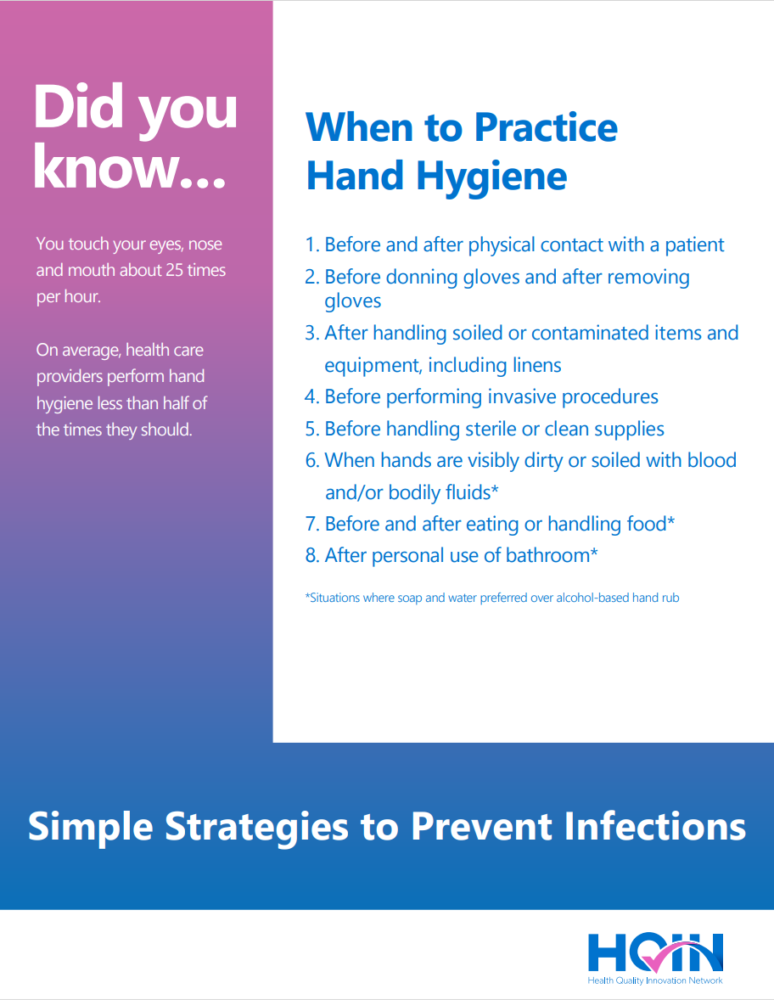 Did you
know...
You touch your eyes, nose
and mouth about 25 times
per hour.
On average, health care
providers perform hand
hygiene less than half of
the times they should.
When to Practice
Hand Hygiene
1. Before and after physical contact with a patient
2. Before donning gloves and after removing
gloves
3. After handling soiled or contaminated items and
equipment, including linens
4. Before performing invasive procedures
5. Before handling sterile or clean supplies
6. When hands are visibly dirty or soiled with blood
and/or bodily fluids*
7. Before and after eating or handling food*
8. After personal use of bathroom*
*Situations where soap and water preferred over alcohol-based hand rub
Simple Strategies to Prevent Infections
HQIN
Health Quality Innovation Network